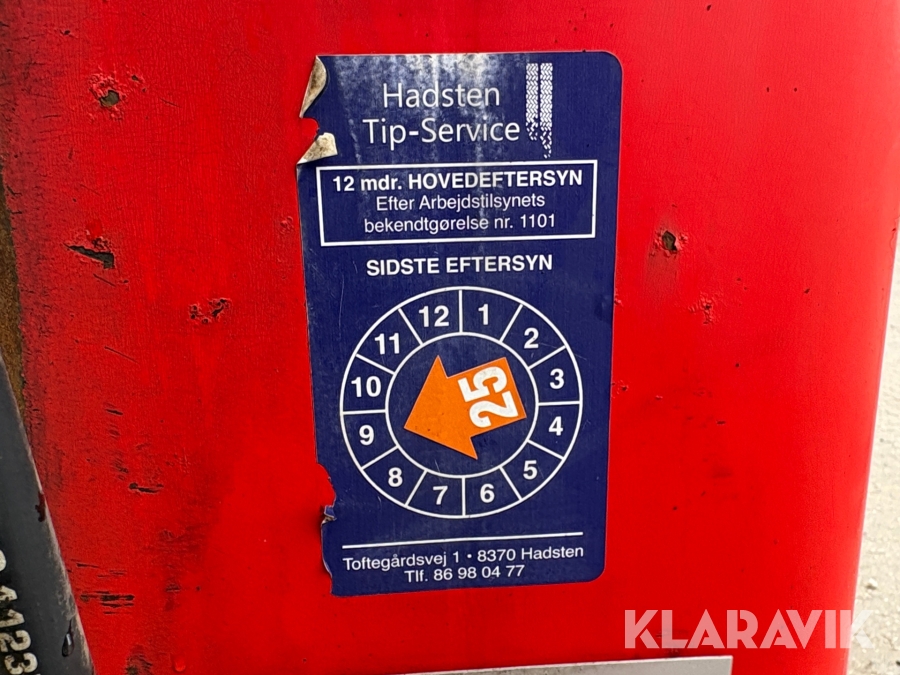 Hadsten
Tip-Service
12 mdr. HOVEDEFTERSYN
Efter Arbejdstilsynets
bekendtgørelse nr. 1101
SIDSTE EFTERSYN
12
1
2
3
4
5
6
7
8
9
10
11
25
Toftegårdsvej 1 • 8370 Hadsten
Tlf. 86 98 04 77
KLARAVIK